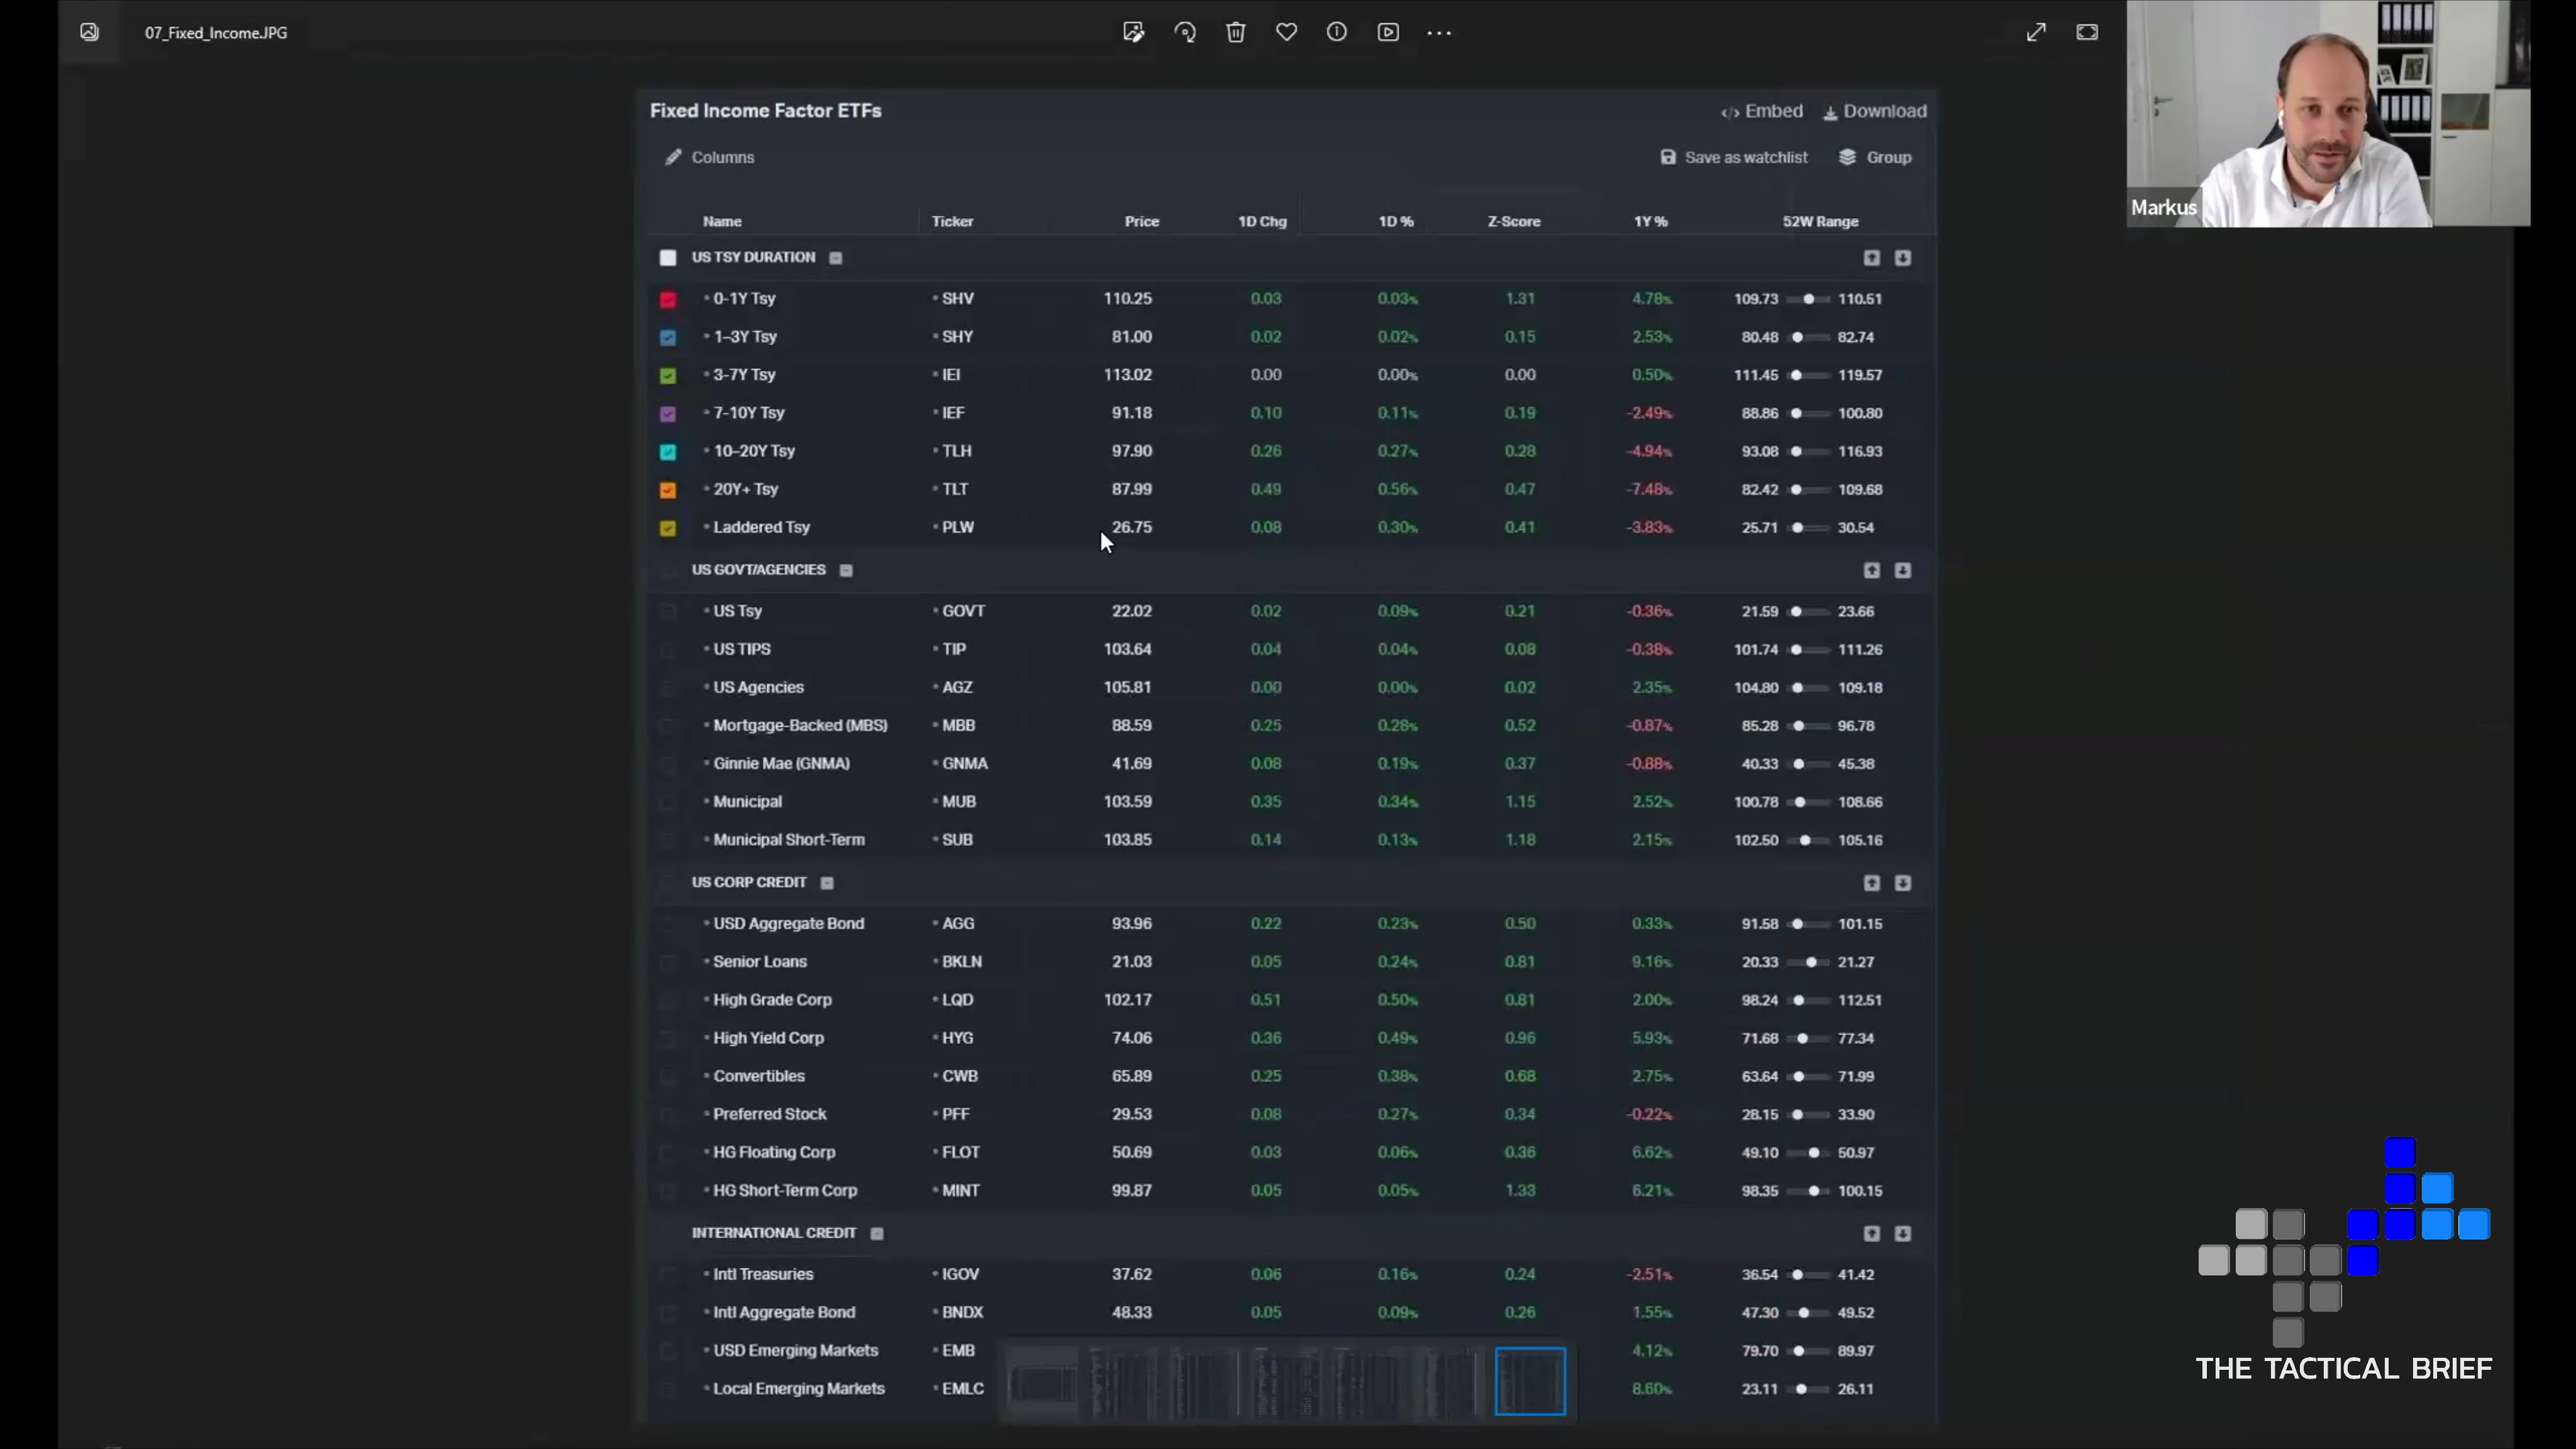 07_Fixed_Income.JPG
Markus
Fixed Income Factor ETFs
</> Embed Download
Columns Save as watchlist Group
Name Ticker Price 1D Chg 1D % Z-Score 1Y % 52W Range
US TSY DURATION
0-1Y Tsy SHV 110.25 0.03 0.03% 1.31 4.78% 109.73 110.51
1-3Y Tsy SHY 81.00 0.02 0.02% 0.15 2.53% 80.48 82.74
3-7Y Tsy IEI 113.02 0.00 0.00% 0.00 0.50% 111.45 119.57
7-10Y Tsy IEF 91.18 0.10 0.11% 0.19 -2.49% 88.86 100.80
10-20Y Tsy TLH 97.90 0.26 0.27% 0.28 -4.94% 93.08 116.93
20Y+ Tsy TLT 87.99 0.49 0.56% 0.47 -7.48% 82.42 109.68
Laddered Tsy PLW 26.75 0.08 0.30% 0.41 -3.83% 25.71 30.54
US GOVT/AGENCIES
US Tsy GOVT 22.02 0.02 0.09% 0.21 -0.36% 21.59 23.66
US TIPS TIP 103.64 0.04 0.04% 0.08 -0.38% 101.74 111.26
US Agencies AGZ 105.81 0.00 0.00% 0.02 2.35% 104.80 109.18
Mortgage-Backed (MBS) MBB 88.59 0.25 0.28% 0.52 -0.87% 85.28 96.78
Ginnie Mae (GNMA) GNMA 41.69 0.08 0.19% 0.37 -0.88% 40.33 45.38
Municipal MUB 103.59 0.35 0.34% 1.15 2.52% 100.78 108.66
Municipal Short-Term SUB 103.85 0.14 0.13% 1.18 2.15% 102.50 105.16
US CORP CREDIT
USD Aggregate Bond AGG 93.96 0.22 0.23% 0.50 0.33% 91.58 101.15
Senior Loans BKLN 21.03 0.05 0.24% 0.81 9.16% 20.33 21.27
High Grade Corp LQD 102.17 0.51 0.50% 0.81 2.00% 98.24 112.51
High Yield Corp HYG 74.06 0.36 0.49% 0.96 5.93% 71.68 77.34
Convertibles CWB 65.89 0.25 0.38% 0.68 2.75% 63.64 71.99
Preferred Stock PFF 29.53 0.08 0.27% 0.34 -0.22% 28.15 33.90
HG Floating Corp FLOT 50.69 0.03 0.06% 0.36 6.62% 49.10 50.97
HG Short-Term Corp MINT 99.87 0.05 0.05% 1.33 6.21% 98.35 100.15
INTERNATIONAL CREDIT
Intl Treasuries IGOV 37.62 0.06 0.16% 0.24 -2.51% 36.54 41.42
Intl Aggregate Bond BNDX 48.33 0.05 0.09% 0.26 1.55% 47.30 49.52
USD Emerging Markets EMB 4.12% 79.70 89.97
Local Emerging Markets EMLC 8.60% 23.11 26.11
THE TACTICAL BRIEF